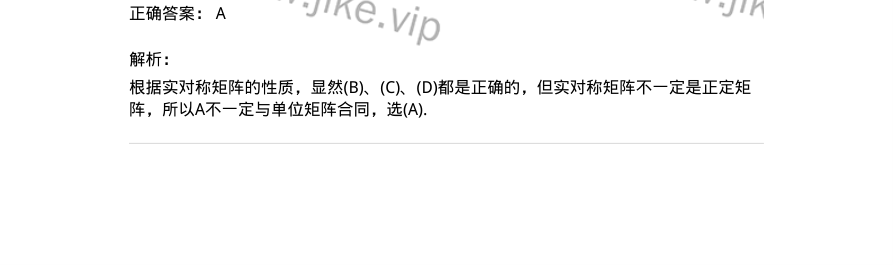 正确答案： A
jike.vip
解析：
根据实对称矩阵的性质，显然(B)、(C)、(D)都是正确的，但实对称矩阵不一定是正定矩
阵，所以A不一定与单位矩阵合同，选(A).